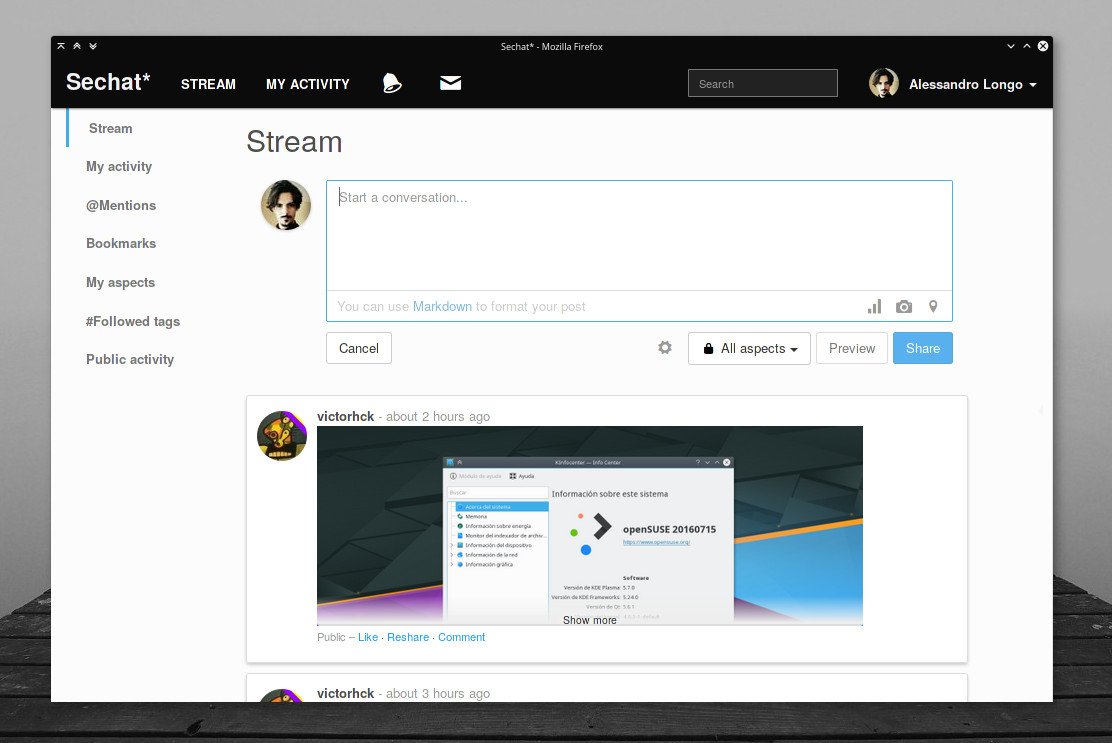 Sechat* - Mozilla Firefox
Sechat* STREAM MY ACTIVITY Search Alessandro Longo
Stream
My activity
@Mentions
Bookmarks
My aspects
#Followed tags
Public activity
Stream
Start a conversation...
You can use Markdown to format your post
Cancel All aspects Preview Share
victorhck - about 2 hours ago
KInfocenter — Info Center
Módulo de ayuda Ayuda
Buscar
Acerca del sistema
Memoria
Información sobre energía
Monitor del indexador de archiv...
Información del dispositivo
Información de la red
Información gráfica
Información sobre este sistema
openSUSE 20160715
https://www.opensuse.org/
Software
Versión de KDE Plasma: 5.7.0
Versión de KDE Frameworks: 5.24.0
Versión de Qt: 5.6.1
Show more
Public – Like · Reshare · Comment
victorhck - about 3 hours ago